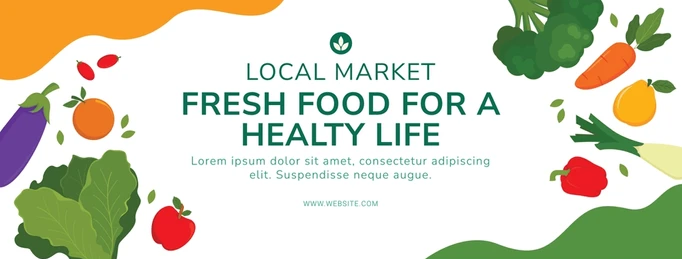 LOCAL MARKET
FRESH FOOD FOR A
HEALTY LIFE
Lorem ipsum dolor sit amet, consectetur adipiscing
elit. Suspendisse neque augue.
WWW.WEBSITE.COM